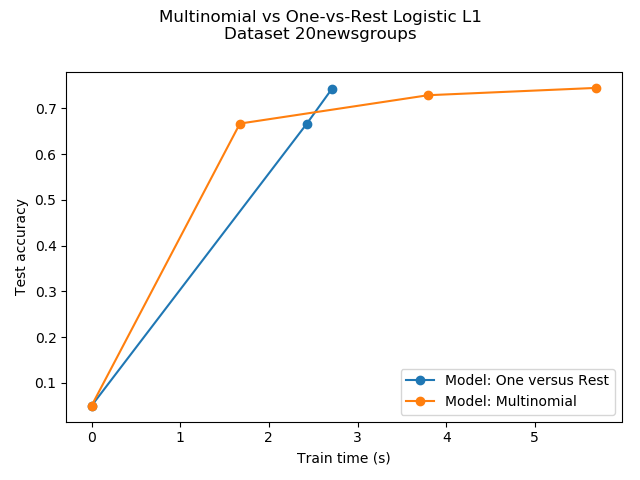 Multinomial vs One-vs-Rest Logistic L1
Dataset 20newsgroups
0.7
0.6
0.5
0.4
0.3
0.2
0.1
Test accuracy
Model: One versus Rest
Model: Multinomial
0 1 2 3 4 5
Train time (s)